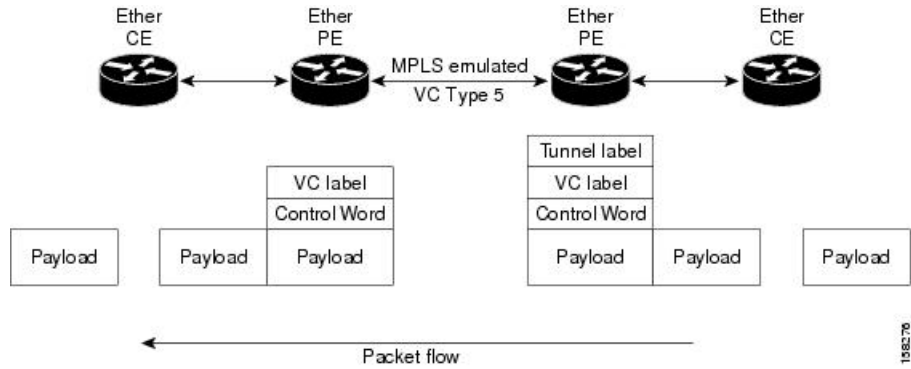 Ether CE
Ether PE
Ether PE
Ether CE
MPLS emulated
VC Type 5
Tunnel label
VC label
VC label
Control Word
Control Word
Payload
Payload
Payload
Payload
Payload
Payload
Packet flow
158276